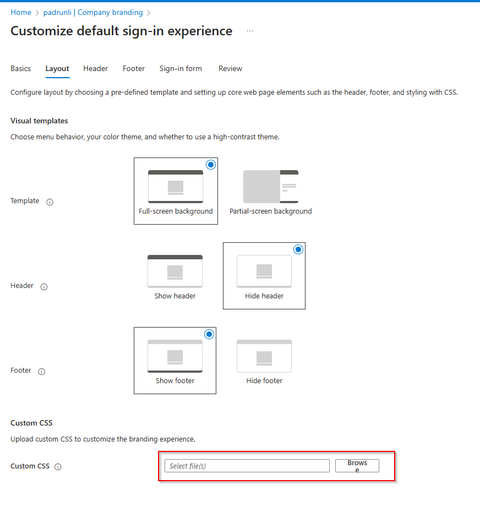 Home > padrunli | Company branding >
Customize default sign-in experience ...
Basics Layout Header Footer Sign-in form Review
Configure layout by choosing a pre-defined template and setting up core web page elements such as the header, footer, and styling with CSS.
Visual templates
Choose menu behavior, your color theme, and whether to use a high-contrast theme.
Template
Full-screen background Partial-screen background
Header
Show header Hide header
Footer
Show footer Hide footer
Custom CSS
Upload custom CSS to customize the branding experience.
Custom CSS Select file(s) Brows
e